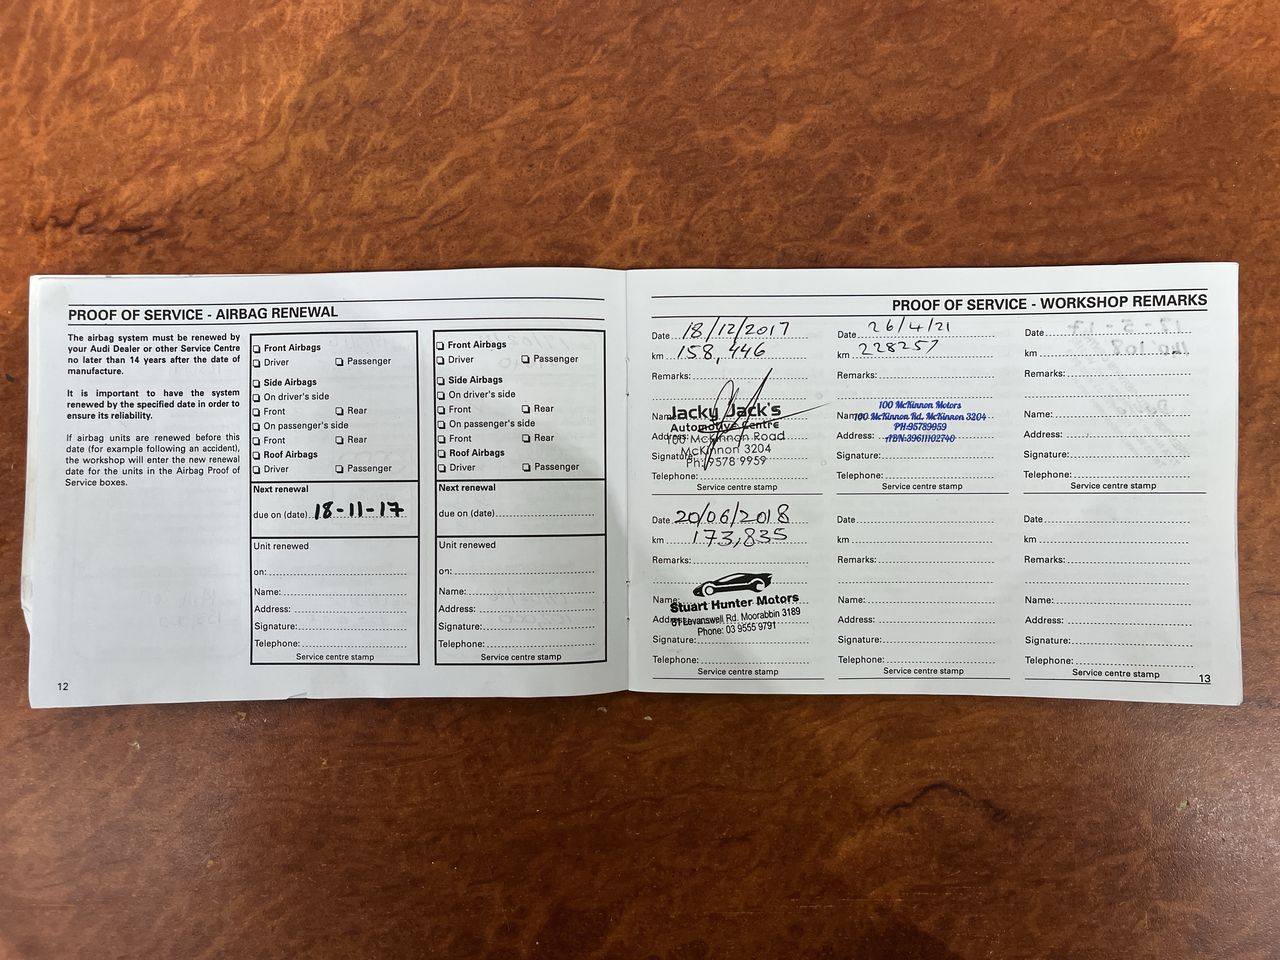 PROOF OF SERVICE - AIRBAG RENEWAL
The airbag system must be renewed by
your Audi Dealer or other Service Centre
no later than 14 years after the date of
manufacture.
It is important to have the system
renewed by the specified date in order to
ensure its reliability.
If airbag units are renewed before this
date (for example following an accident),
the workshop will enter the new renewal
date for the units in the Airbag Proof of
Service boxes.
Front Airbags
Driver Passenger
Side Airbags
On driver's side
Front Rear
On passenger's side
Front Rear
Roof Airbags
Driver Passenger
Next renewal
due on (date) 18-11-17
Unit renewed
on:
Name:
Address:
Signature:
Telephone:
Service centre stamp
Front Airbags
Driver Passenger
Side Airbags
On driver's side
Front Rear
On passenger's side
Front Rear
Roof Airbags
Driver Passenger
Next renewal
due on (date)
Unit renewed
on:
Name:
Address:
Signature:
Telephone:
Service centre stamp
12
PROOF OF SERVICE - WORKSHOP REMARKS
Date 18/12/2017
km 158,446
Remarks:
Name:
Jacky Jack's
Automotive Centre
Address:
100 McKinnon Road
Signature:
McKinnon 3204
Ph: 9578 9959
Telephone:
Service centre stamp
Date 26/4/21
km 228257
Remarks:
100 McKinnon Motors
Name:
100 McKinnon Rd. McKinnon 3204
PH:95789959
Address:
ABN:39611102740
Signature:
Telephone:
Service centre stamp
Date
km
Remarks:
Name:
Address:
Signature:
Telephone:
Service centre stamp
Date 20/06/2018
km 173,835
Remarks:
Name:
Stuart Hunter Motors
Address:
81 Levanswell Rd. Moorabbin 3189
Phone: 03 9555 9791
Signature:
Telephone:
Service centre stamp
Date
km
Remarks:
Name:
Address:
Signature:
Telephone:
Service centre stamp
Date
km
Remarks:
Name:
Address:
Signature:
Telephone:
Service centre stamp
13